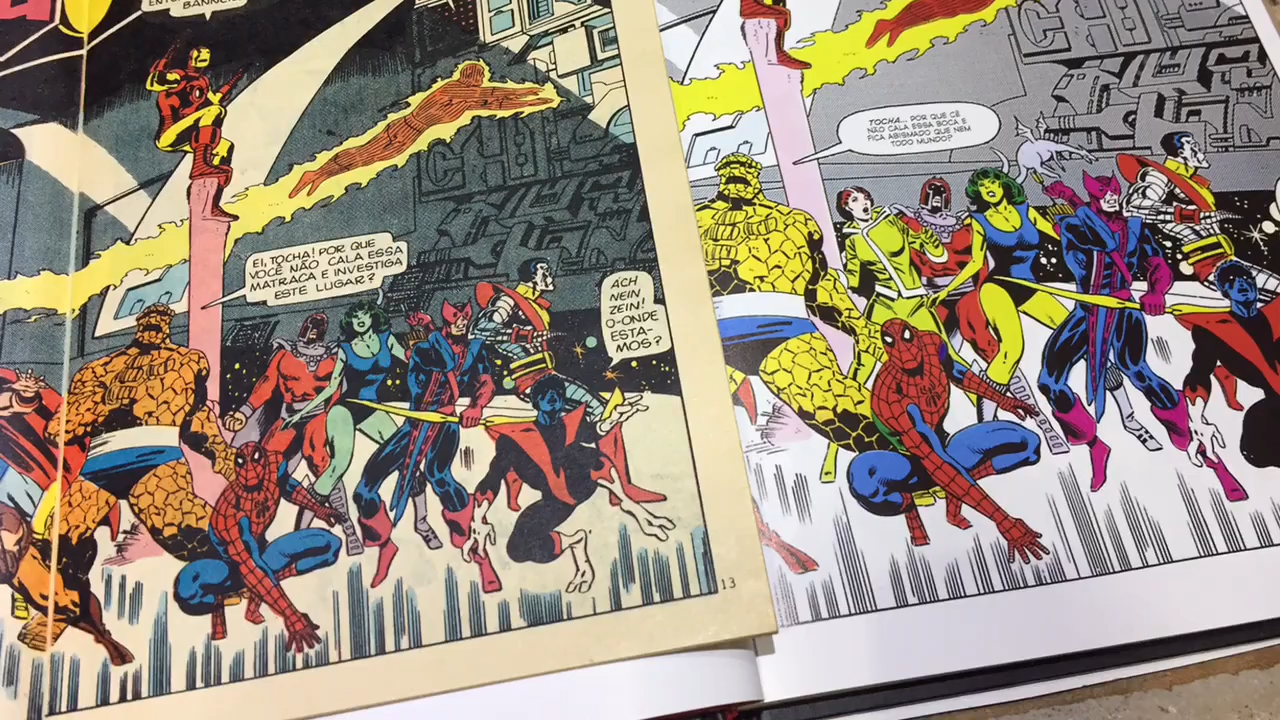 BANNER
EI, TOCHA! POR QUE
VOCÊ NÃO CALA ESSA
MATRACA E INVESTIGA
ESTE LUGAR?
ACH
NEIN
ZEIN!
O-ONDE
ESTA-
MOS?
13
TOCHA... POR QUE CÊ
NÃO CALA ESSA BOCA E
FICA ABISMADO QUE NEM
TODO MUNDO?